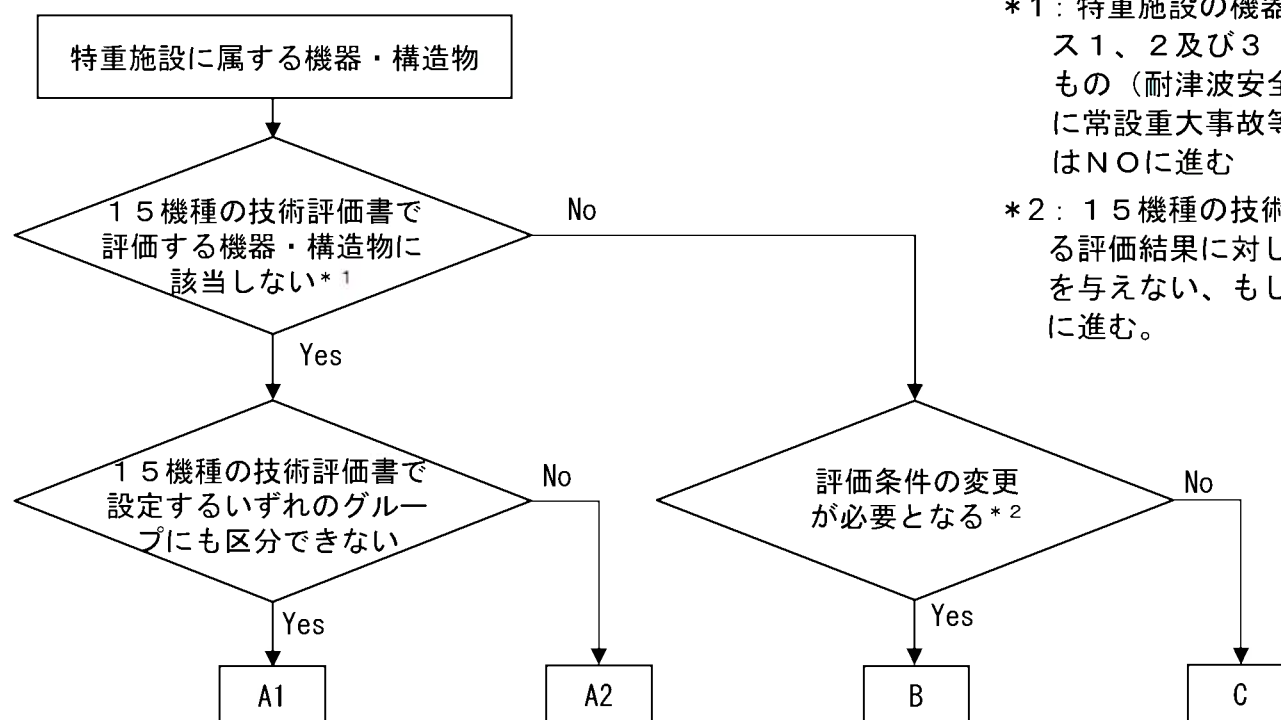 特重施設に属する機器・構造物
１５機種の技術評価書で
評価する機器・構造物に
該当しない*1
No
Yes
１５機種の技術評価書で
設定するいずれのグルー
プにも区分できない
No
Yes
評価条件の変更
が必要となる*2
No
Yes
A1
A2
B
C
*1：特重施設の機器
ス１、２及び３
もの（耐津波安全
に常設重大事故等
はＮＯに進む
*2：１５機種の技術
る評価結果に対し
を与えない、もし
に進む。